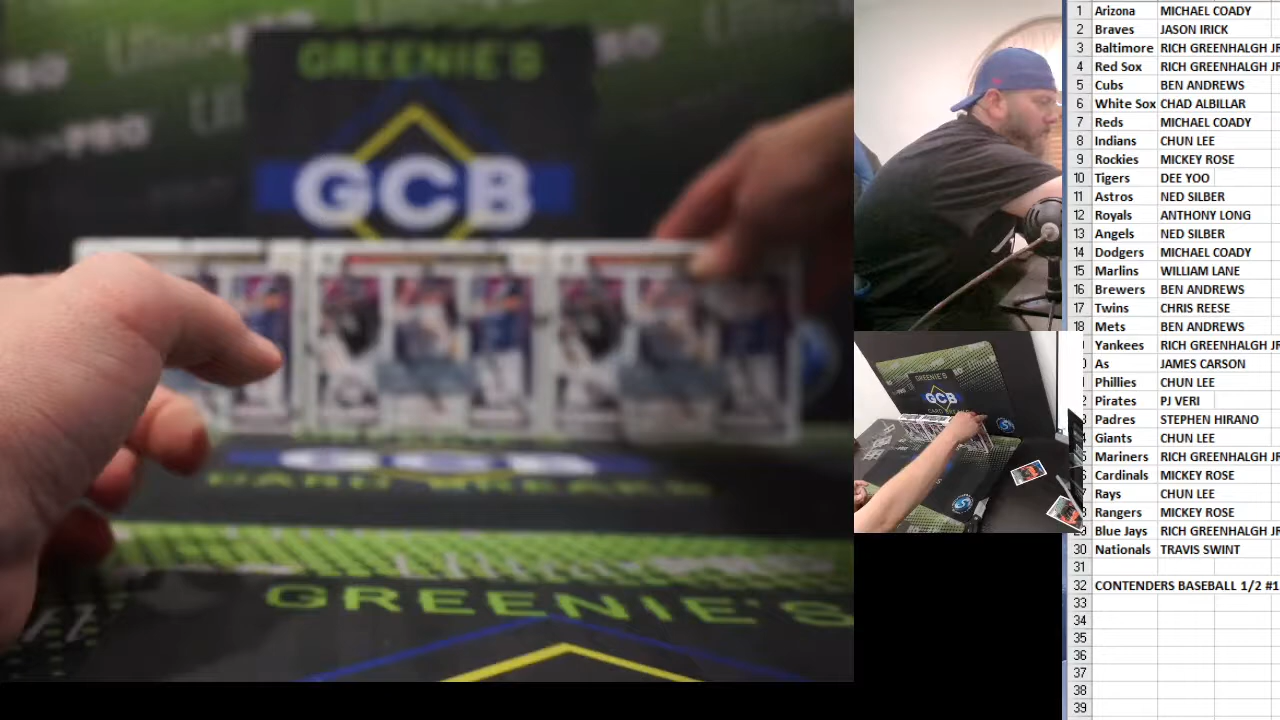 GREENIE'S
GCB
PRO
GREENIE'S
GREENIE'S
GCB
1 Arizona MICHAEL COADY
2 Braves JASON IRICK
3 Baltimore RICH GREENHALGH JR
4 Red Sox RICH GREENHALGH JR
5 Cubs BEN ANDREWS
6 White Sox CHAD ALBILLAR
7 Reds MICHAEL COADY
8 Indians CHUN LEE
9 Rockies MICKEY ROSE
10 Tigers DEE YOO
11 Astros NED SILBER
12 Royals ANTHONY LONG
13 Angels NED SILBER
14 Dodgers MICHAEL COADY
15 Marlins WILLIAM LANE
16 Brewers BEN ANDREWS
17 Twins CHRIS REESE
18 Mets BEN ANDREWS
Yankees RICH GREENHALGH JR
As JAMES CARSON
Phillies CHUN LEE
Pirates PJ VERI
Padres STEPHEN HIRANO
Giants CHUN LEE
Mariners RICH GREENHALGH JR
Cardinals MICKEY ROSE
Rays CHUN LEE
Rangers MICKEY ROSE
Blue Jays RICH GREENHALGH JR
30 Nationals TRAVIS SWINT
31
32 CONTENDERS BASEBALL 1/2 #1
33
34
35
36
37
38
39